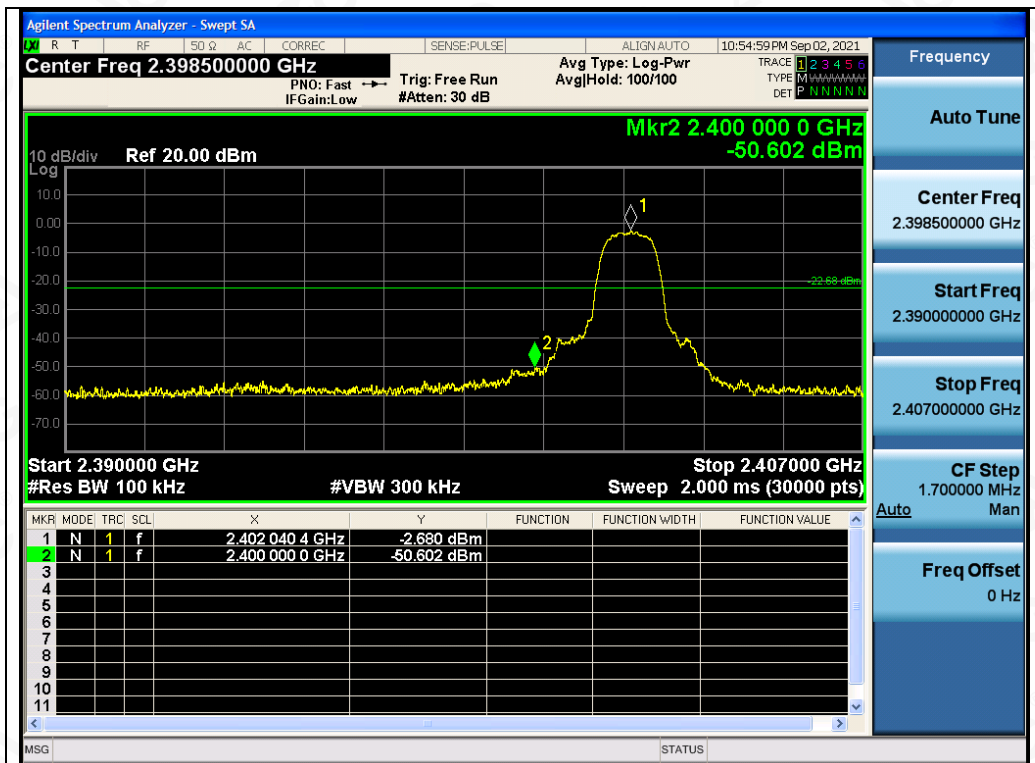 Agilent Spectrum Analyzer - Swept SA
LXI R T RF 50 Ω AC CORREC SENSE:PULSE ALIGN AUTO 10:54:59 PM Sep 02, 2021
Center Freq 2.398500000 GHz
PNO: Fast
IFGain:Low
Trig: Free Run
#Atten: 30 dB
Avg Type: Log-Pwr
Avg|Hold: 100/100
TRACE 1 2 3 4 5 6
TYPE M WWWWW
DET P N N N N N
Mkr2 2.400 000 0 GHz
-50.602 dBm
10 dB/div Ref 20.00 dBm
Log
10.0
0.00
-10.0
-20.0
-30.0
-40.0
-50.0
-60.0
-70.0
1
2
-22.68 dBm
Start 2.390000 GHz Stop 2.407000 GHz
#Res BW 100 kHz #VBW 300 kHz Sweep 2.000 ms (30000 pts)
MKR MODE TRC SCL X Y FUNCTION FUNCTION WIDTH FUNCTION VALUE
1 N 1 f 2.402 040 4 GHz -2.680 dBm
2 N 1 f 2.400 000 0 GHz -50.602 dBm
3
4
5
6
7
8
9
10
11
MSG STATUS
Frequency
Auto Tune
Center Freq
2.398500000 GHz
Start Freq
2.390000000 GHz
Stop Freq
2.407000000 GHz
CF Step
1.700000 MHz
Auto Man
Freq Offset
0 Hz